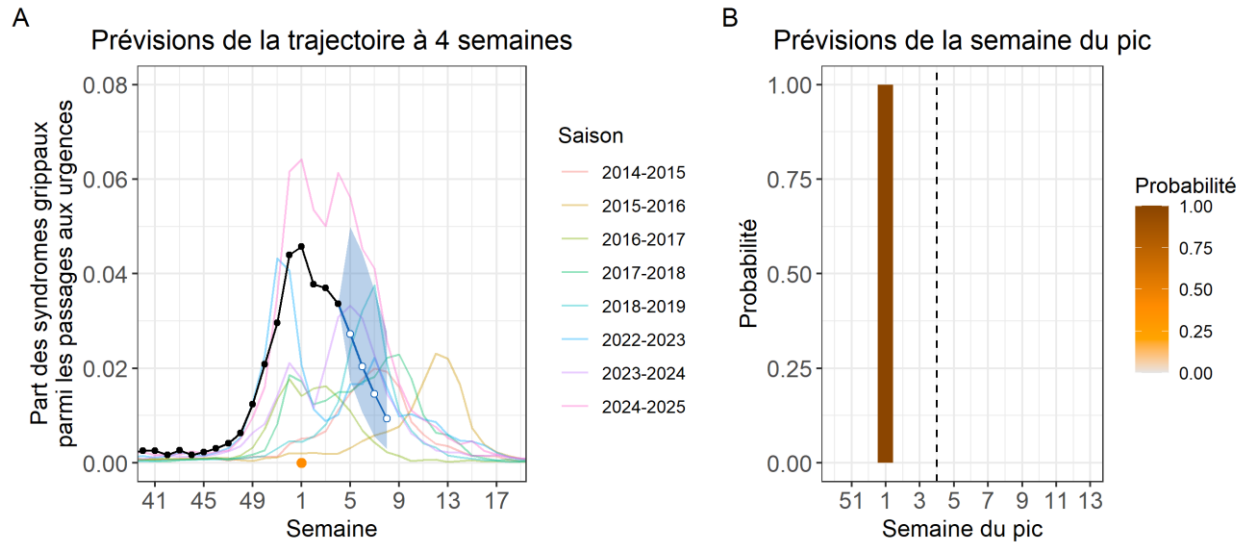 A
Prévisions de la trajectoire à 4 semaines
Part des syndromes grippaux
parmi les passages aux urgences
0.08
0.06
0.04
0.02
0.00
41 45 49 1 5 9 13 17
Semaine
Saison
2014-2015
2015-2016
2016-2017
2017-2018
2018-2019
2022-2023
2023-2024
2024-2025
B
Prévisions de la semaine du pic
Probabilité
1.00
0.75
0.50
0.25
0.00
51 1 3 5 7 9 11 13
Semaine du pic
Probabilité
1.00
0.75
0.50
0.25
0.00